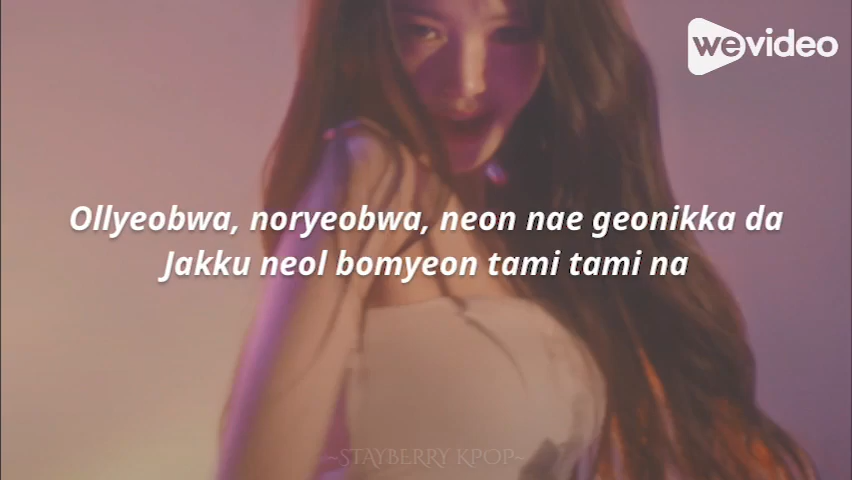 wevideo
Ollyeobwa, noryeobwa, neon nae geonikka da
Jakku neol bomyeon tami tami na
~STAYBERRY KPOP~